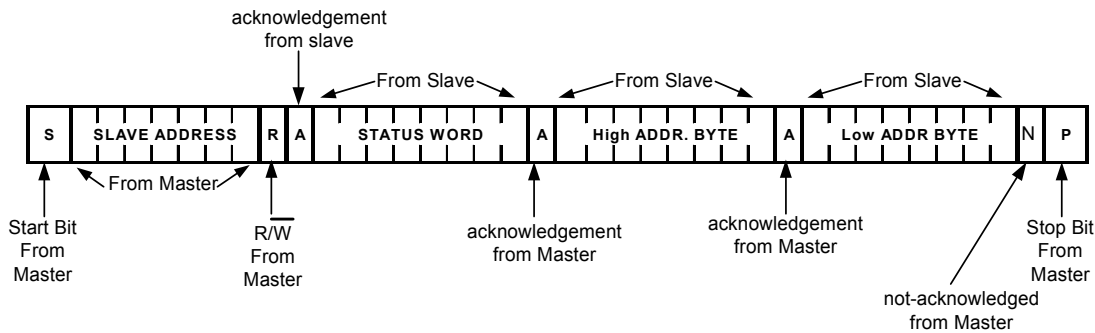 acknowledgement
from slave
From Slave
From Slave
From Slave
S SLAVE ADDRESS R A STATUS WORD A High ADDR. BYTE A Low ADDR BYTE N P
From Master
Start Bit
From
Master
R/W
From
Master
acknowledgement
from Master
acknowledgement
from Master
Stop Bit
From
Master
not-acknowledged
from Master